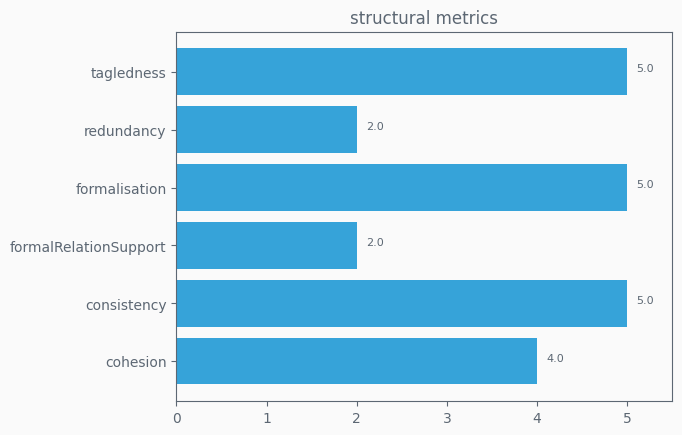 structural metrics
tagledness
5.0
redundancy
2.0
formalisation
5.0
formalRelationSupport
2.0
consistency
5.0
cohesion
4.0
0 1 2 3 4 5